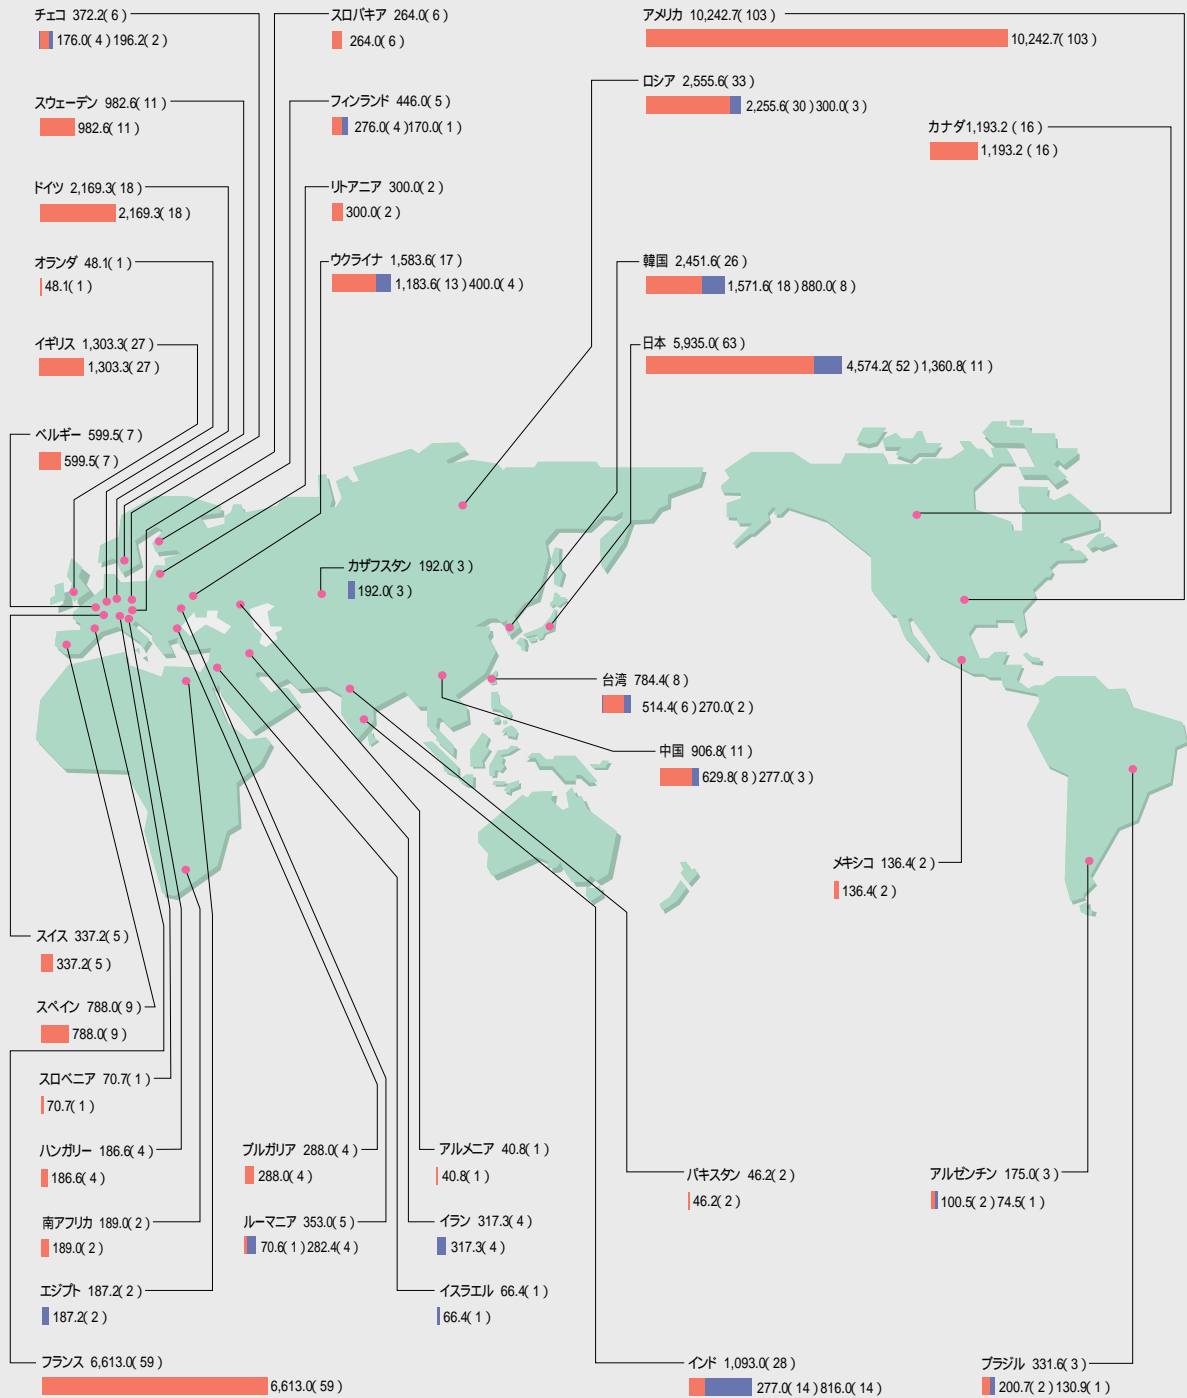 チェコ 372.2( 6 )
176.0( 4 ) 196.2( 2 )
スロバキア 264.0( 6 )
264.0( 6 )
アメリカ 10,242.7( 103 )
10,242.7( 103 )
ロシア 2,555.6( 33 )
2,255.6( 30 ) 300.0( 3 )
スウェーデン 982.6( 11 )
982.6( 11 )
フィンランド 446.0( 5 )
276.0( 4 )170.0( 1 )
カナダ1,193.2 ( 16 )
1,193.2 ( 16 )
ドイツ 2,169.3( 18 )
2,169.3( 18 )
リトアニア 300.0( 2 )
300.0( 2 )
オランダ 48.1( 1 )
48.1( 1 )
ウクライナ 1,583.6( 17 )
1,183.6( 13 ) 400.0( 4 )
韓国 2,451.6( 26 )
1,571.6( 18 ) 880.0( 8 )
イギリス 1,303.3( 27 )
1,303.3( 27 )
日本 5,935.0( 63 )
4,574.2( 52 ) 1,360.8( 11 )
ベルギー 599.5( 7 )
599.5( 7 )
カザフスタン 192.0( 3 )
192.0( 3 )
台湾 784.4( 8 )
514.4( 6 ) 270.0( 2 )
中国 906.8( 11 )
629.8( 8 ) 277.0( 3 )
メキシコ 136.4( 2 )
136.4( 2 )
スイス 337.2( 5 )
337.2( 5 )
スペイン 788.0( 9 )
788.0( 9 )
スロベニア 70.7( 1 )
70.7( 1 )
ハンガリー 186.6( 4 )
186.6( 4 )
ブルガリア 288.0( 4 )
288.0( 4 )
アルメニア 40.8( 1 )
40.8( 1 )
パキスタン 46.2( 2 )
46.2( 2 )
アルゼンチン 175.0( 3 )
100.5( 2 ) 74.5( 1 )
南アフリカ 189.0( 2 )
189.0( 2 )
ルーマニア 353.0( 5 )
70.6( 1 ) 282.4( 4 )
イラン 317.3( 4 )
317.3( 4 )
エジプト 187.2( 2 )
187.2( 2 )
イスラエル 66.4( 1 )
66.4( 1 )
フランス 6,613.0( 59 )
6,613.0( 59 )
インド 1,093.0( 28 )
277.0( 14 ) 816.0( 14 )
ブラジル 331.6( 3 )
200.7( 2 ) 130.9( 1 )